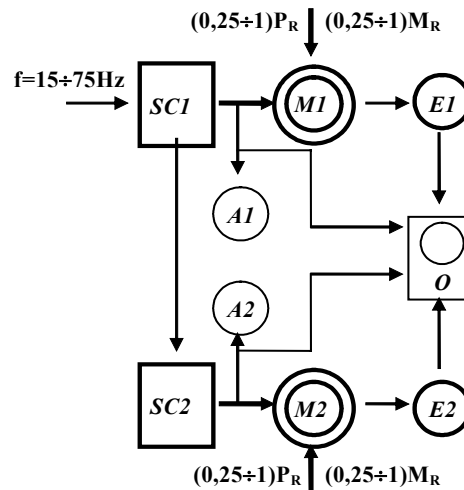 (0,25÷1)P_R (0,25÷1)M_R
f=15÷75Hz
SC1 M1 E1
A1
O
A2
SC2 M2 E2
(0,25÷1)P_R (0,25÷1)M_R